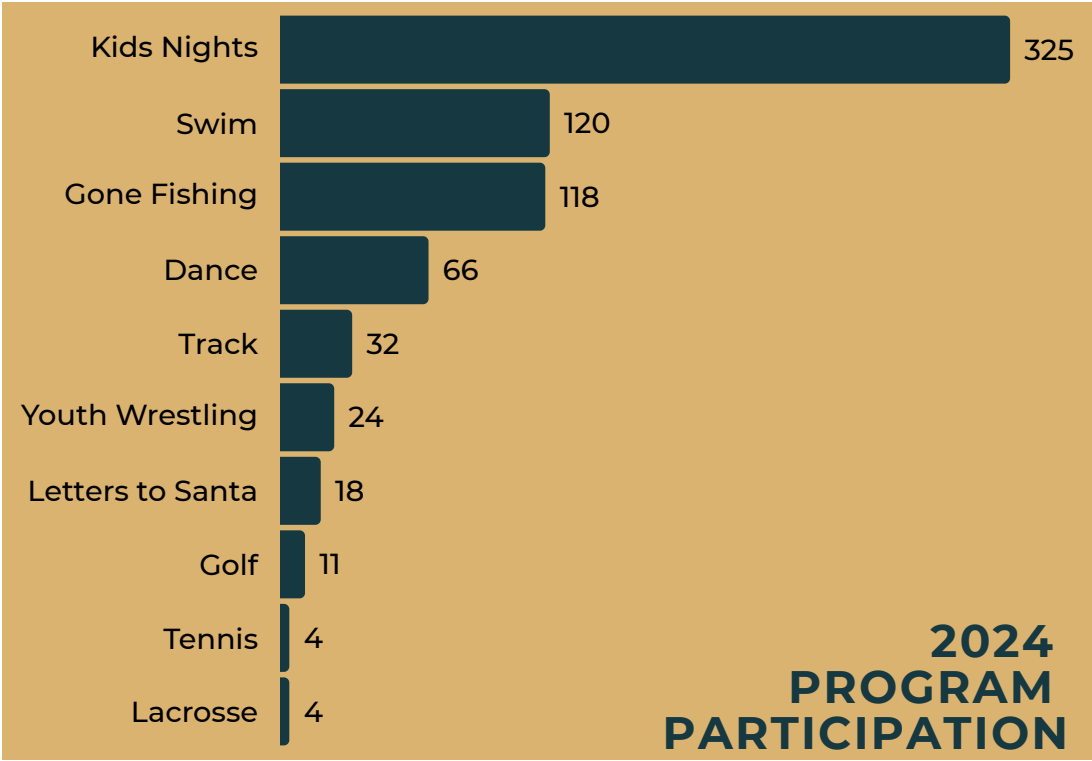 Kids Nights 325
Swim 120
Gone Fishing 118
Dance 66
Track 32
Youth Wrestling 24
Letters to Santa 18
Golf 11
Tennis 4
Lacrosse 4
2024
PROGRAM
PARTICIPATION